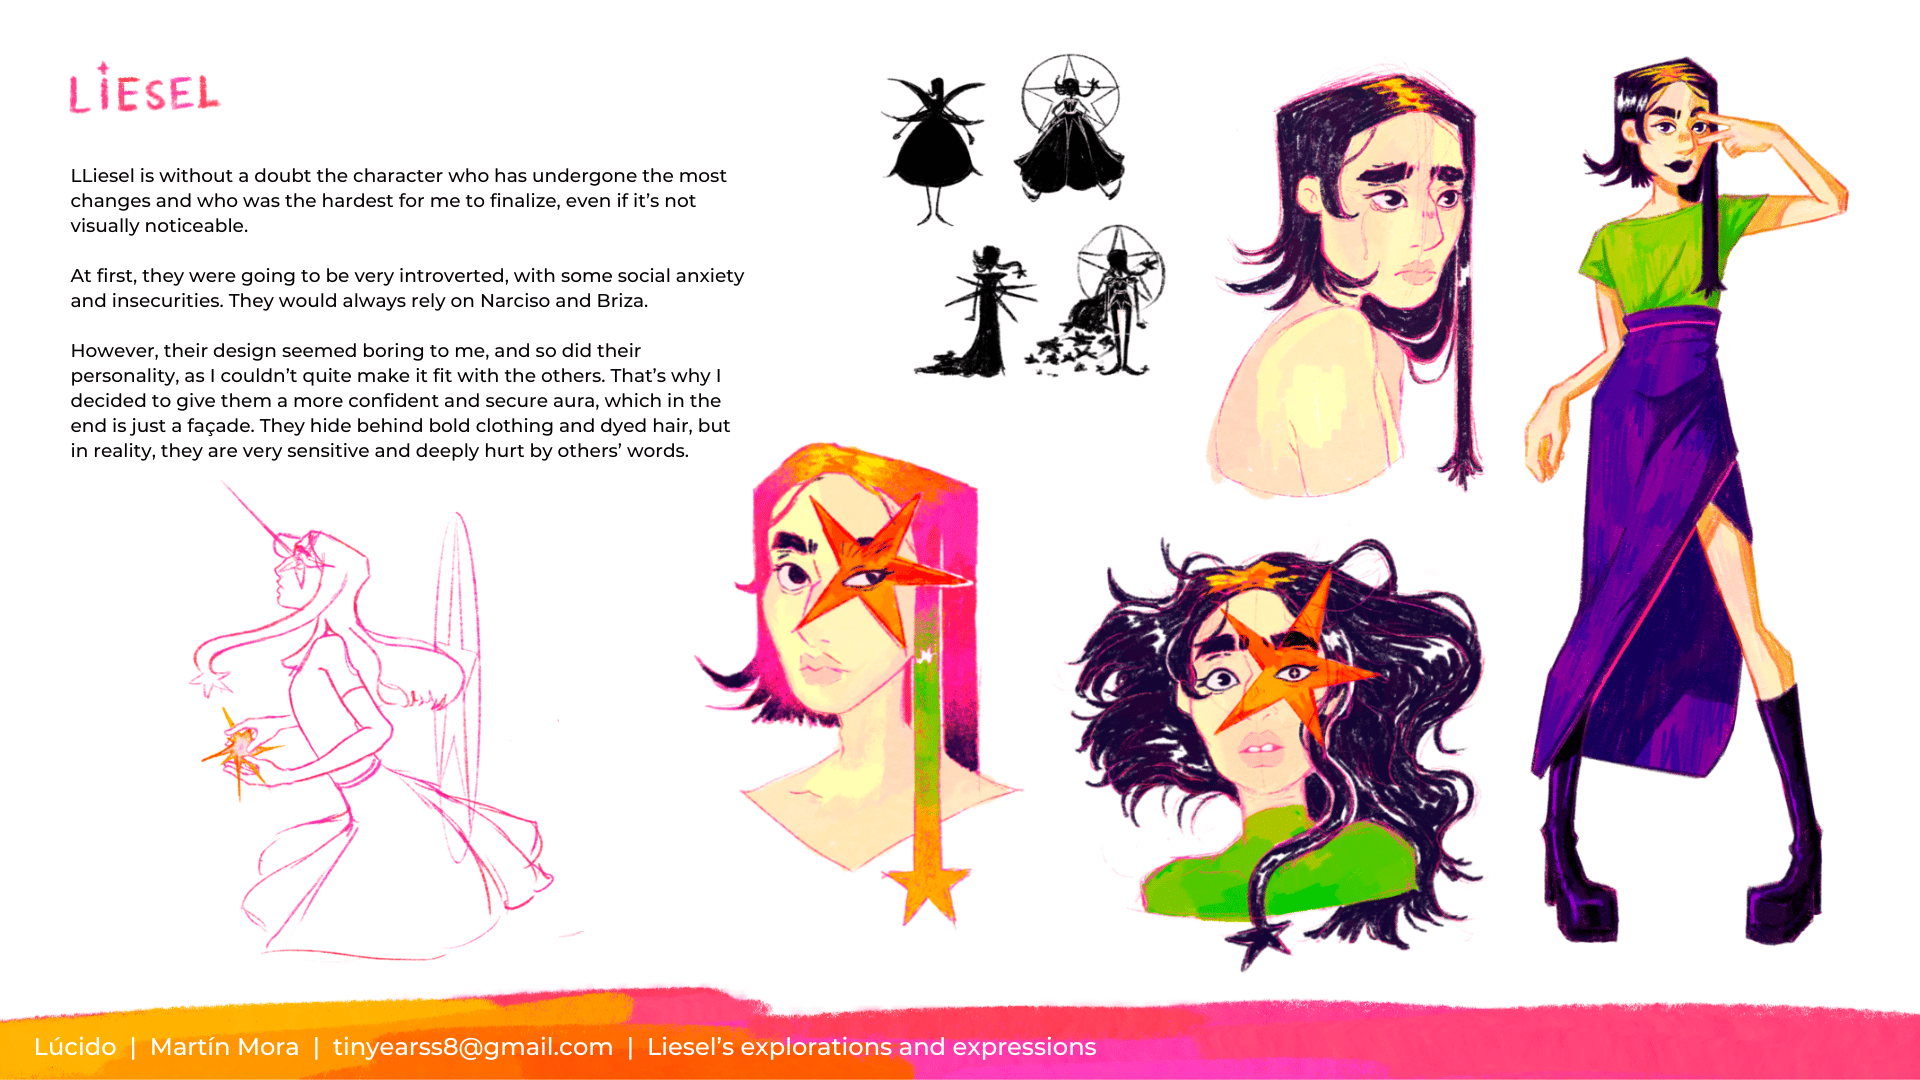 LIESEL
LLiesel is without a doubt the character who has undergone the most
changes and who was the hardest for me to finalize, even if it’s not
visually noticeable.
At first, they were going to be very introverted, with some social anxiety
and insecurities. They would always rely on Narciso and Briza.
However, their design seemed boring to me, and so did their
personality, as I couldn’t quite make it fit with the others. That’s why I
decided to give them a more confident and secure aura, which in the
end is just a façade. They hide behind bold clothing and dyed hair, but
in reality, they are very sensitive and deeply hurt by others’ words.
Lúcido | Martín Mora | tinyearss8@gmail.com | Liesel’s explorations and expressions